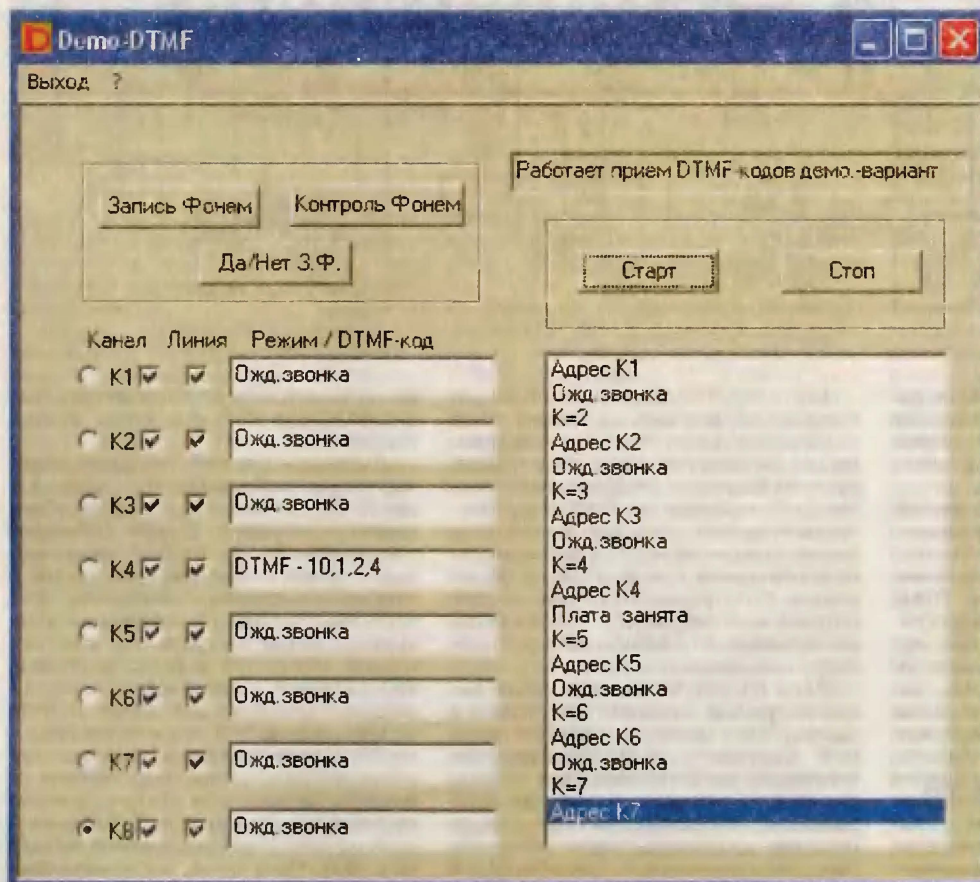 Demo-DTMF
Выход ?
Работает прием DTMF-кодов демо.-вариант
Запись Фонем Контроль Фонем
Да/Нет З.Ф.
Старт Стоп
Канал Линия Режим / DTMF-код
K1 Ожд.звонка
K2 Ожд.звонка
K3 Ожд.звонка
K4 DTMF - 10,1,2,4
K5 Ожд.звонка
K6 Ожд.звонка
K7 Ожд.звонка
K8 Ожд.звонка
Адрес K1
Ожд.звонка
K=2
Адрес K2
Ожд.звонка
K=3
Адрес K3
Ожд.звонка
K=4
Адрес K4
Плата занята
K=5
Адрес K5
Ожд.звонка
K=6
Адрес K6
Ожд.звонка
K=7
Адрес K7